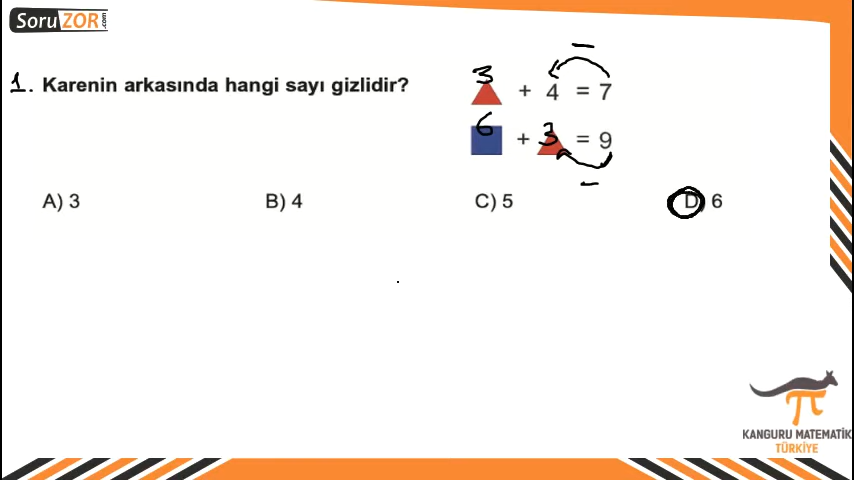 SoruZOR.com
1. Karenin arkasında hangi sayı gizlidir?
3 + 4 = 7
6 + 3 = 9
A) 3 B) 4 C) 5 D) 6
KANGURU MATEMATİK
TÜRKİYE